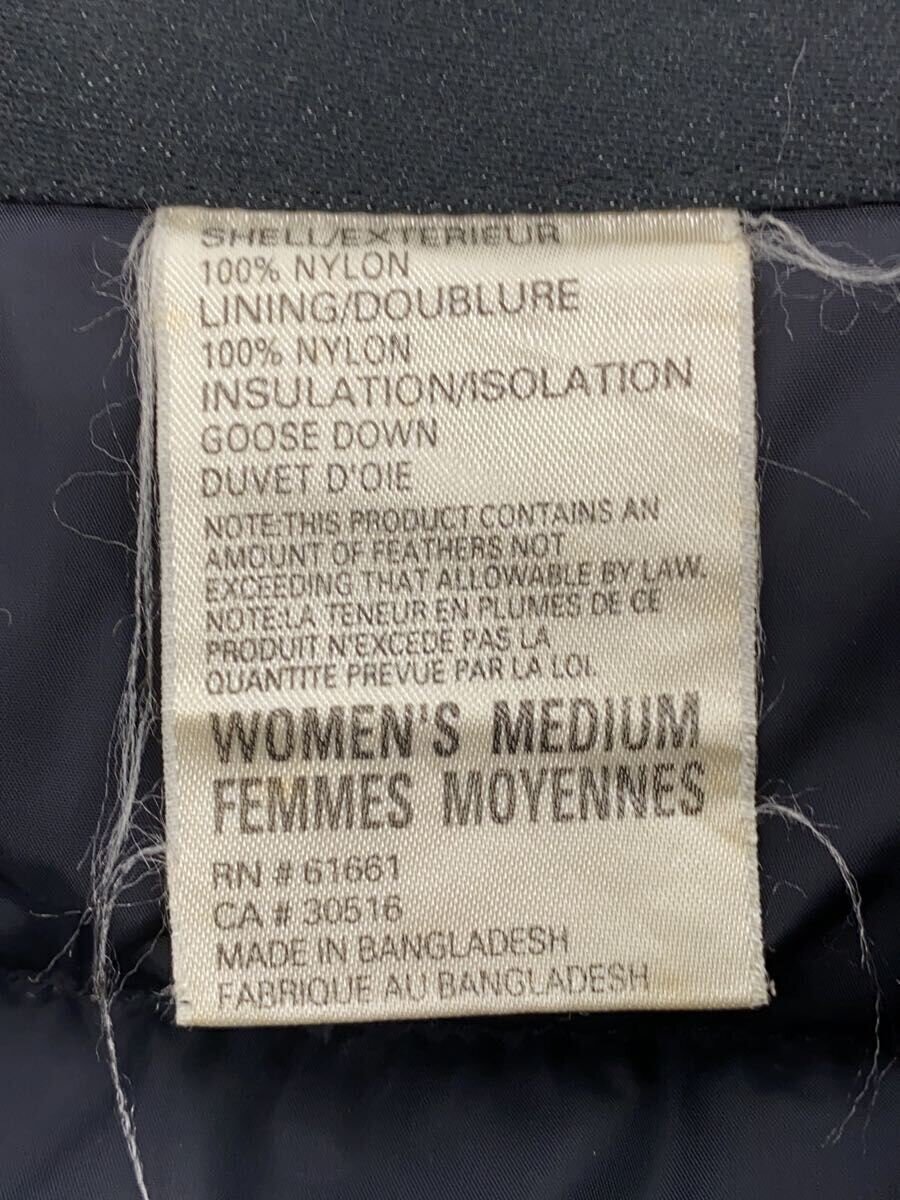 SHELL/EXTERIEUR
100% NYLON
LINING/DOUBLURE
100% NYLON
INSULATION/ISOLATION
GOOSE DOWN
DUVET D'OIE
NOTE:THIS PRODUCT CONTAINS AN
AMOUNT OF FEATHERS NOT
EXCEEDING THAT ALLOWABLE BY LAW.
NOTE:LA TENEUR EN PLUMES DE CE
PRODUIT N'EXCEDE PAS LA
QUANTITE PREVUE PAR LA LOI.
WOMEN'S MEDIUM
FEMMES MOYENNES
RN # 61661
CA # 30516
MADE IN BANGLADESH
FABRIQUE AU BANGLADESH